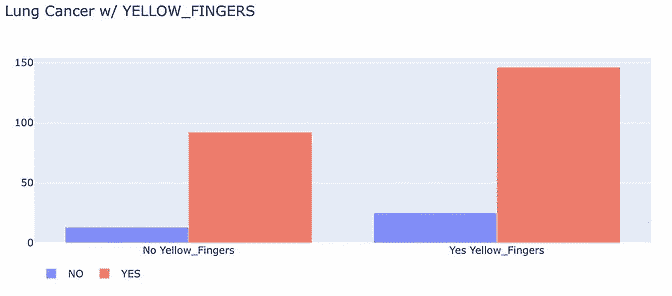 Lung Cancer w/ YELLOW_FINGERS
150
100
50
0
No Yellow_Fingers Yes Yellow_Fingers
NO YES